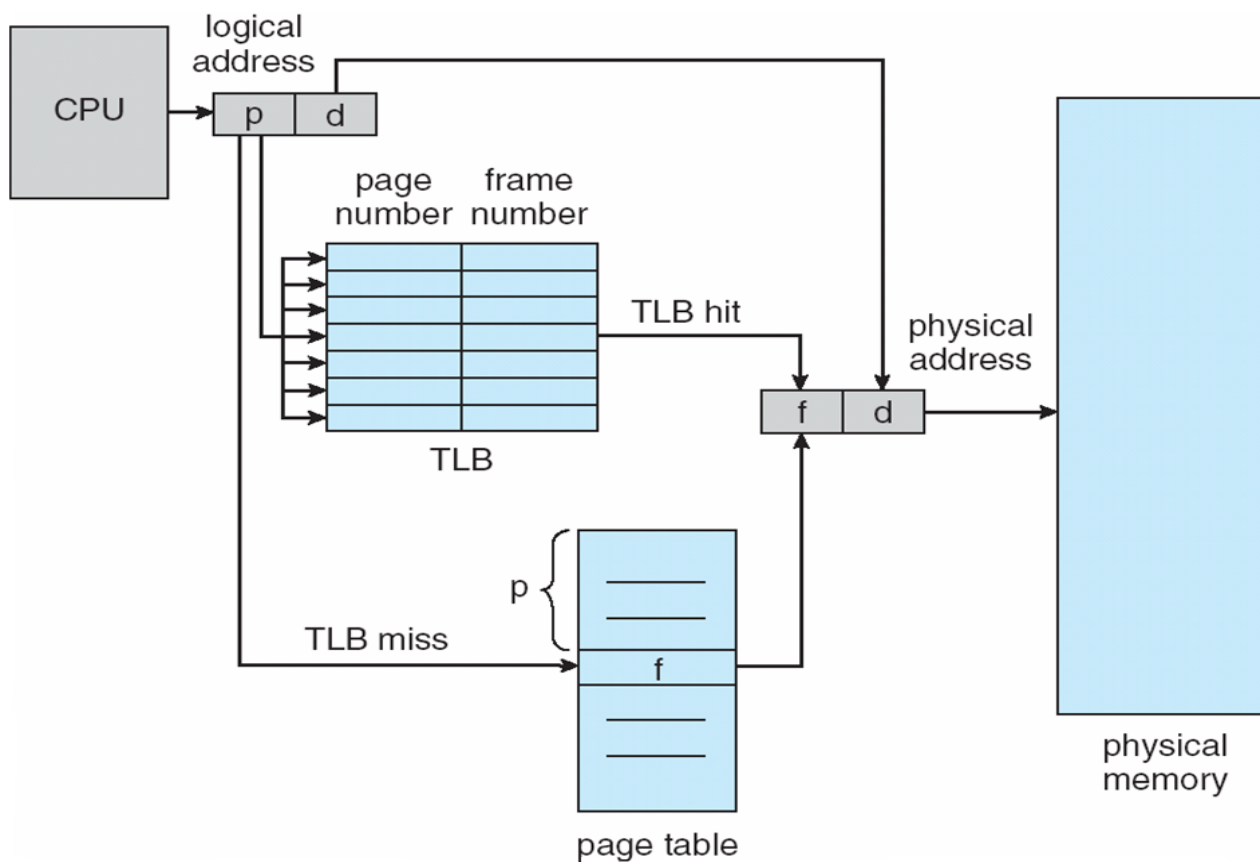 logical
address
CPU
p
d
page
number
frame
number
TLB hit
physical
address
f
d
TLB
p
TLB miss
f
physical
memory
page table